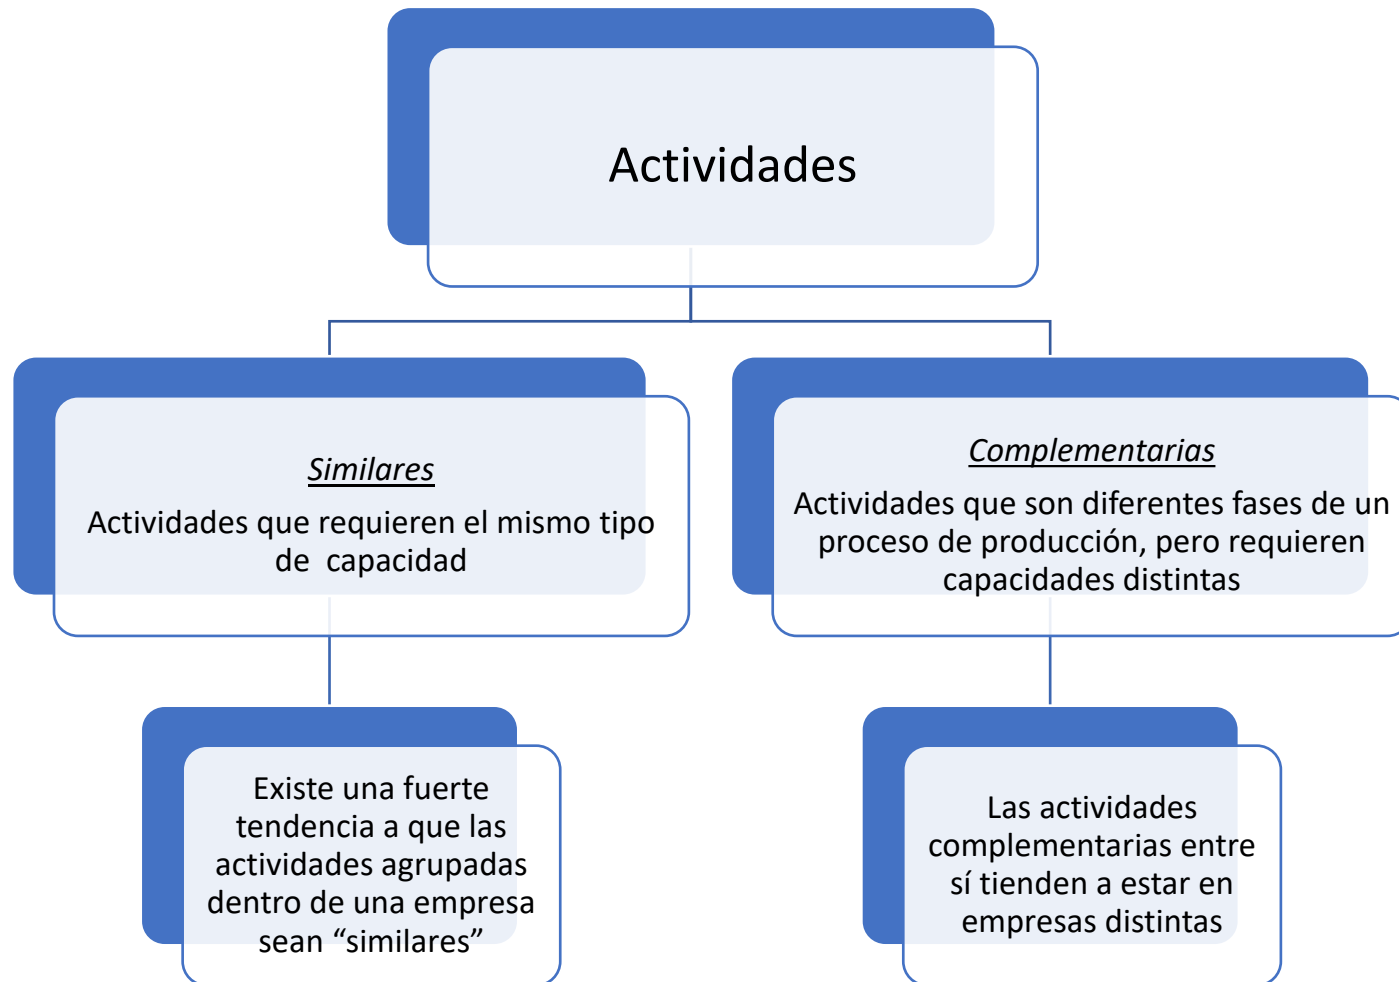 Actividades
Similares
Actividades que requieren el mismo tipo
de capacidad
Complementarias
Actividades que son diferentes fases de un
proceso de producción, pero requieren
capacidades distintas
Existe una fuerte
tendencia a que las
actividades agrupadas
dentro de una empresa
sean “similares”
Las actividades
complementarias entre
sí tienden a estar en
empresas distintas